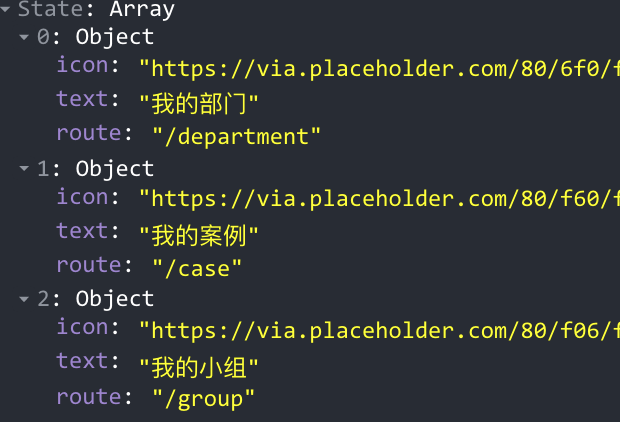 State: Array
0: Object
icon: "https://via.placeholder.com/80/6f0/f
text: "我的部门"
route: "/department"
1: Object
icon: "https://via.placeholder.com/80/f60/f
text: "我的案例"
route: "/case"
2: Object
icon: "https://via.placeholder.com/80/f06/f
text: "我的小组"
route: "/group"